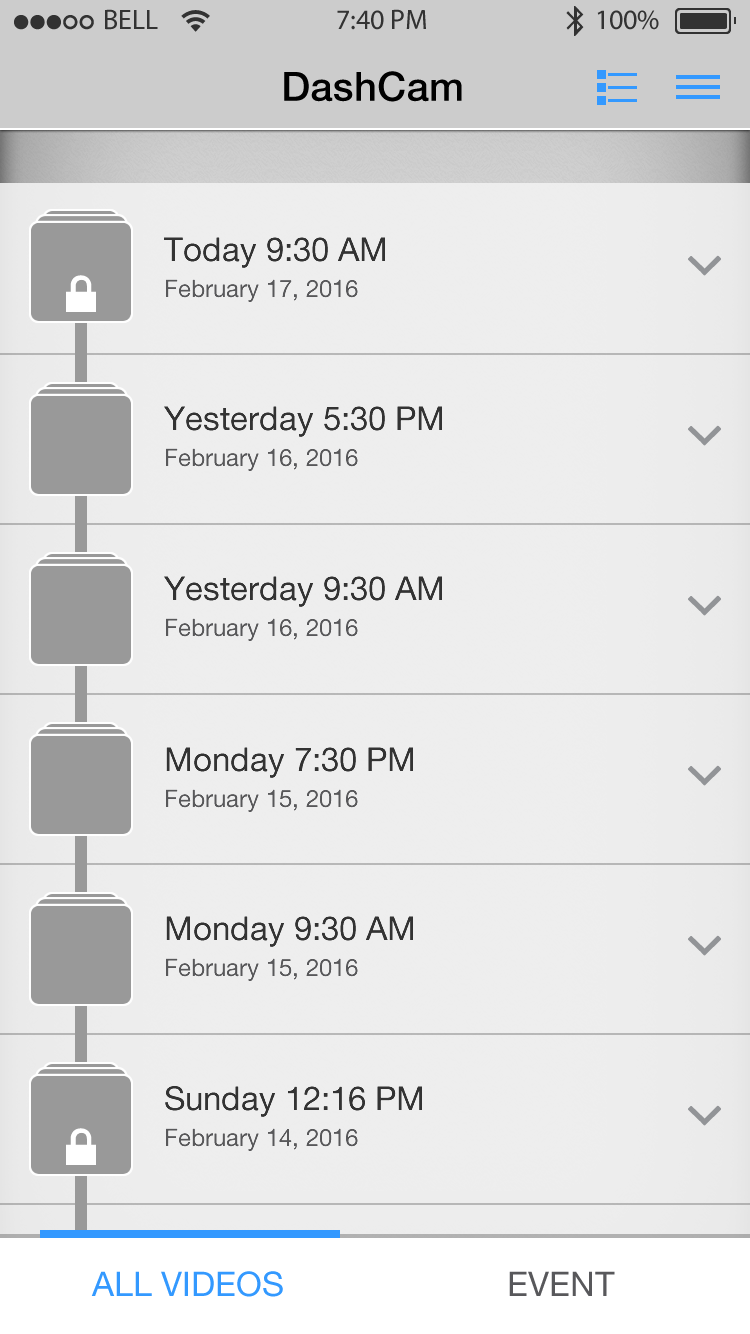 BELL 7:40 PM 100%
DashCam
Today 9:30 AM
February 17, 2016
Yesterday 5:30 PM
February 16, 2016
Yesterday 9:30 AM
February 16, 2016
Monday 7:30 PM
February 15, 2016
Monday 9:30 AM
February 15, 2016
Sunday 12:16 PM
February 14, 2016
ALL VIDEOS EVENT